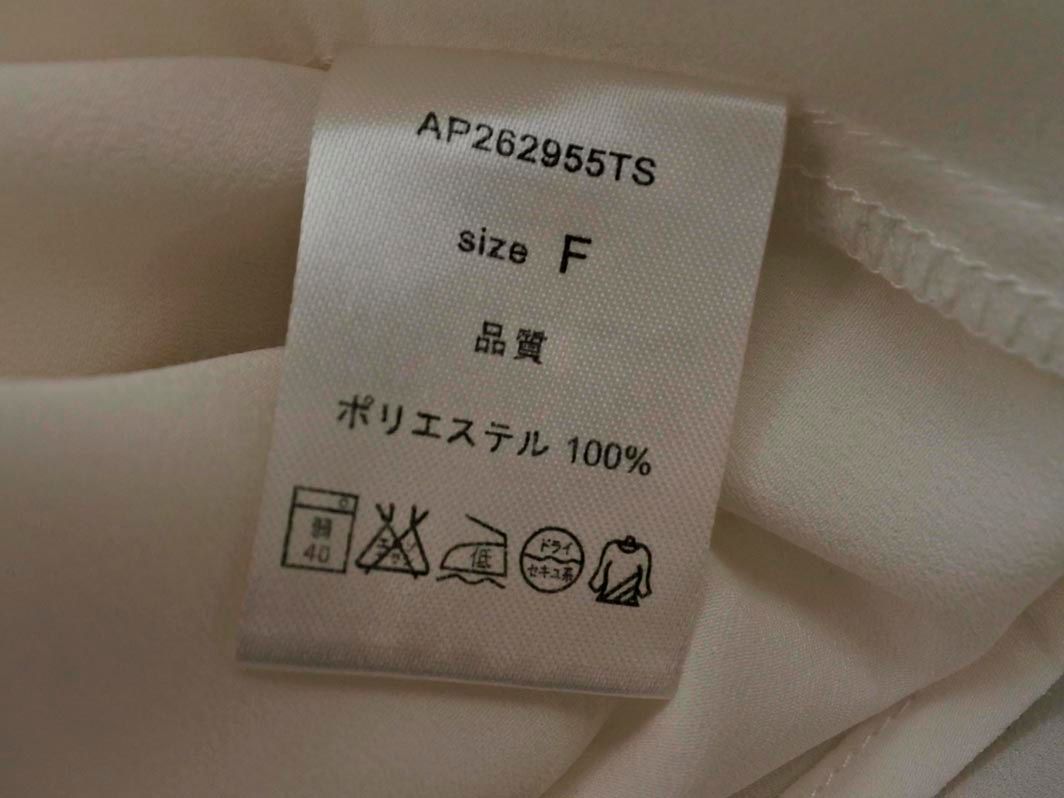 AP262955TS
size F
品質
ポリエステル 100%
40 低 ドライ セキユ系